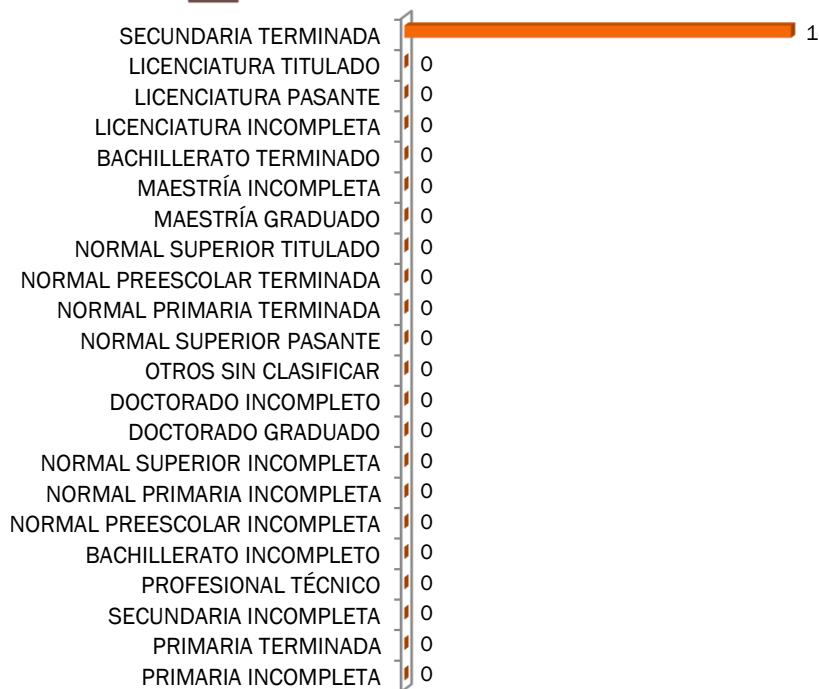 SECUNDARIA TERMINADA 1
LICENCIATURA TITULADO 0
LICENCIATURA PASANTE 0
LICENCIATURA INCOMPLETA 0
BACHILLERATO TERMINADO 0
MAESTRÍA INCOMPLETA 0
MAESTRÍA GRADUADO 0
NORMAL SUPERIOR TITULADO 0
NORMAL PREESCOLAR TERMINADA 0
NORMAL PRIMARIA TERMINADA 0
NORMAL SUPERIOR PASANTE 0
OTROS SIN CLASIFICAR 0
DOCTORADO INCOMPLETO 0
DOCTORADO GRADUADO 0
NORMAL SUPERIOR INCOMPLETA 0
NORMAL PRIMARIA INCOMPLETA 0
NORMAL PREESCOLAR INCOMPLETA 0
BACHILLERATO INCOMPLETO 0
PROFESIONAL TÉCNICO 0
SECUNDARIA INCOMPLETA 0
PRIMARIA TERMINADA 0
PRIMARIA INCOMPLETA 0